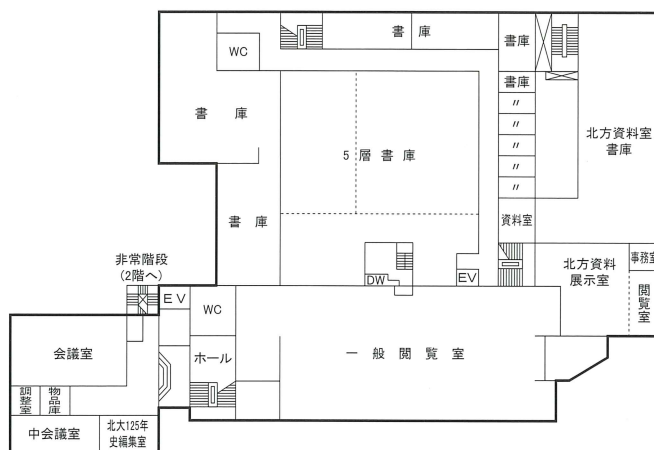 書庫
書庫
WC
書庫
〃
〃
〃
〃
〃
書庫
5層書庫
北方資料室
書庫
書庫
資料室
非常階段
(2階へ)
DW
EV
北方資料
展示室
事務室
閲覧室
EV
WC
会議室
ホール
一般閲覧室
調整室
物品庫
中会議室
北大125年
史編集室